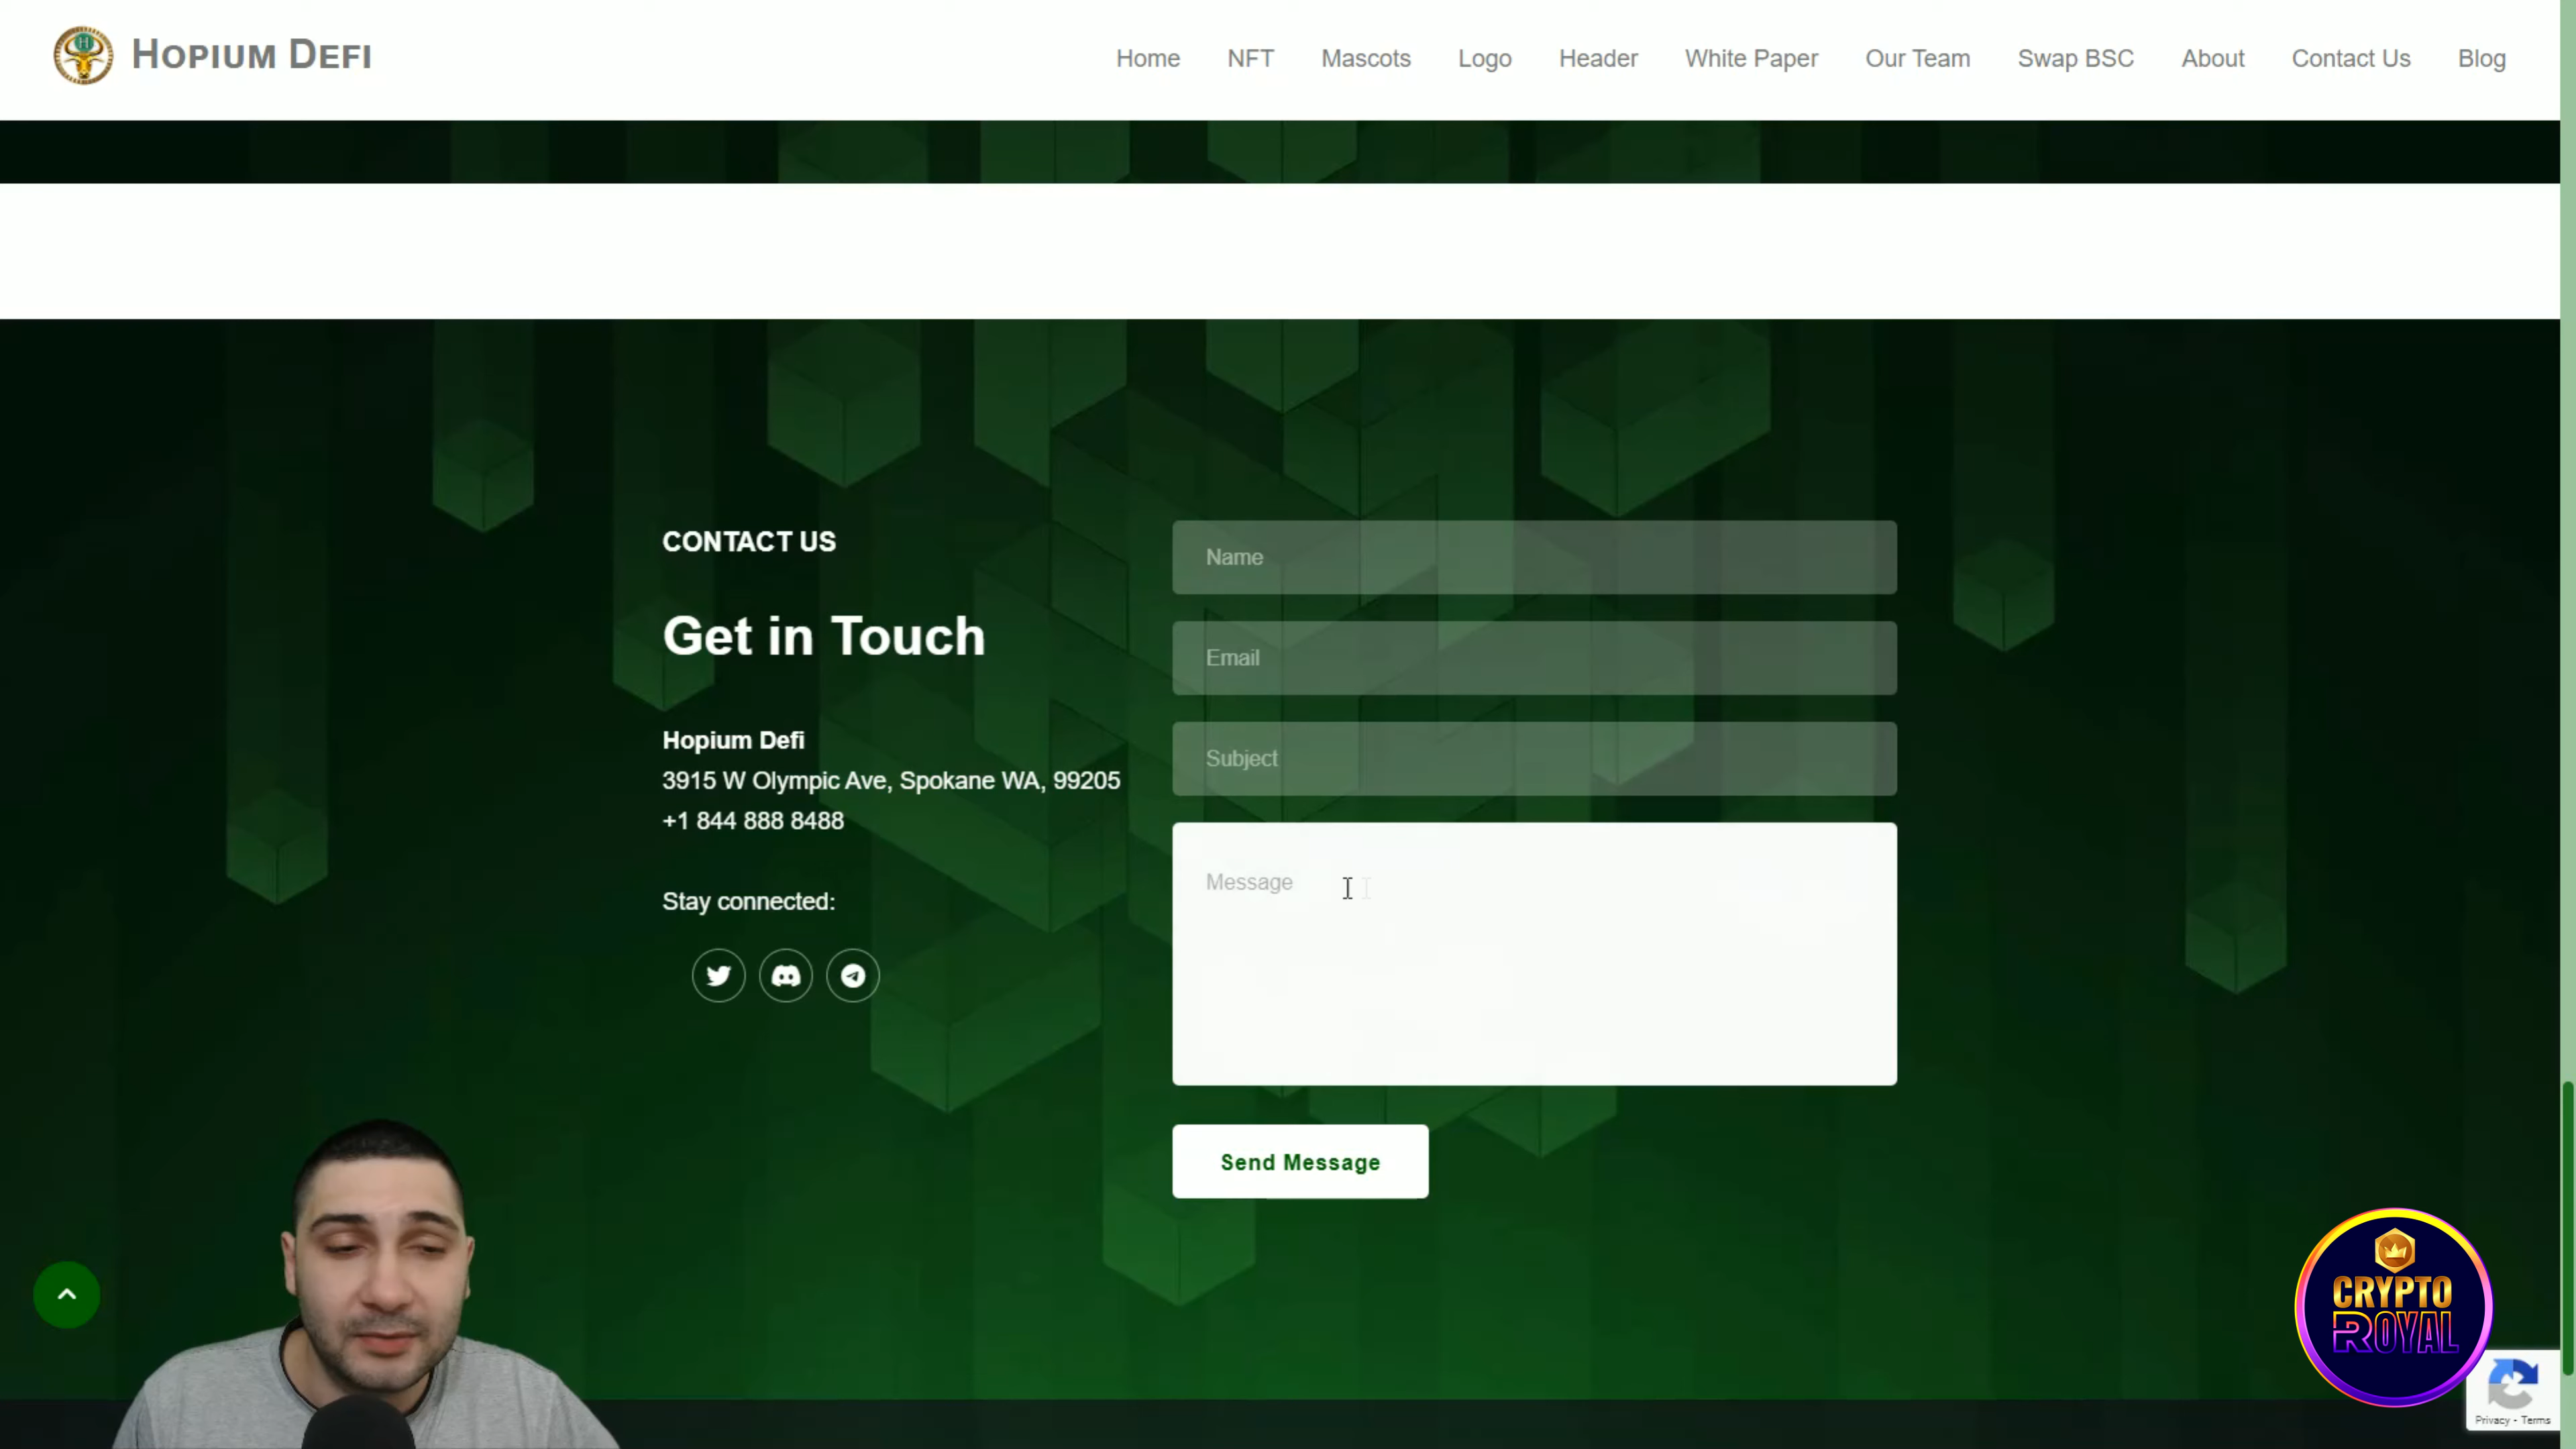 HOPIUM DEFI
Home NFT Mascots Logo Header White Paper Our Team Swap BSC About Contact Us Blog
CONTACT US
Get in Touch
Hopium Defi
3915 W Olympic Ave, Spokane WA, 99205
+1 844 888 8488
Stay connected:
Name
Email
Subject
Message
Send Message
CRYPTO
ROYAL
Privacy - Terms